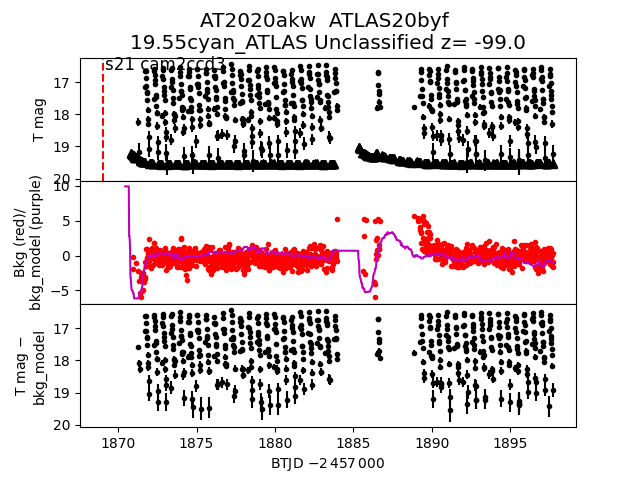 AT2020akw  ATLAS20byf
19.55cyan_ATLAS Unclassified z= -99.0
s21 cam2ccd3
T mag
17
18
19
20
Bkg (red)/
bkg_model (purple)
10
5
0
−5
T mag −
bkg_model
17
18
19
20
1870 1875 1880 1885 1890 1895
BTJD −2 457 000